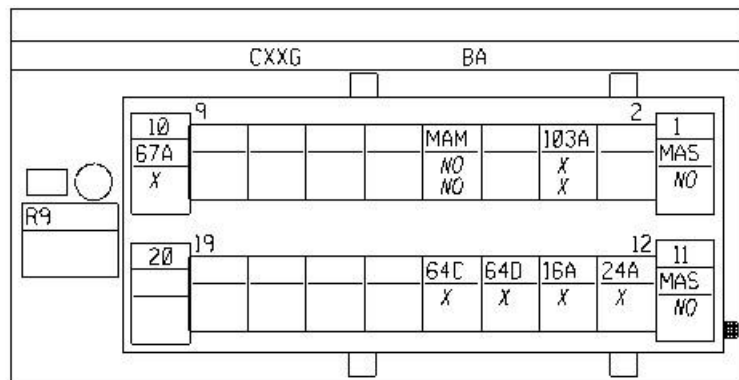 CXXG BA
9 2
10 1
67A MAM 103A MAS
X NO X NO
NO X
R9
19 12
20 11
64C 64D 16A 24A MAS
X X X X NO